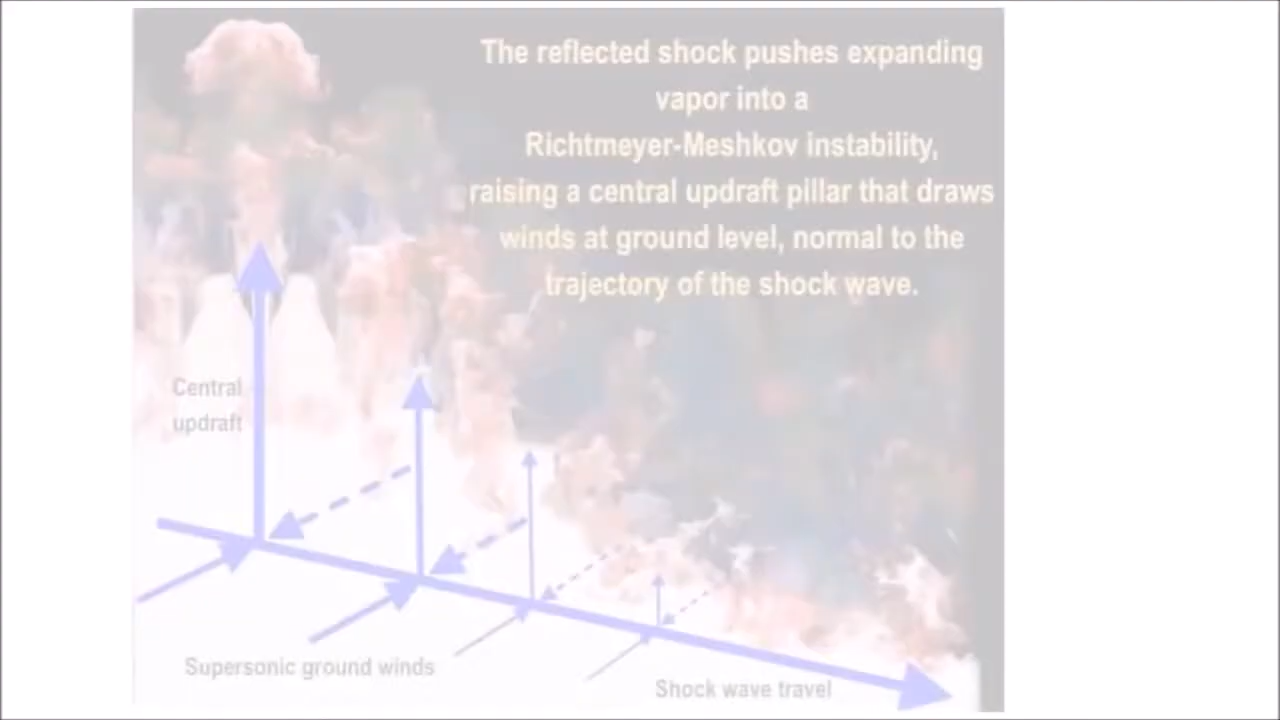 The reflected shock pushes expanding
vapor into a
Richtmeyer-Meshkov instability,
raising a central updraft pillar that draws
winds at ground level, normal to the
trajectory of the shock wave.
Central
updraft
Supersonic ground winds
Shock wave travel